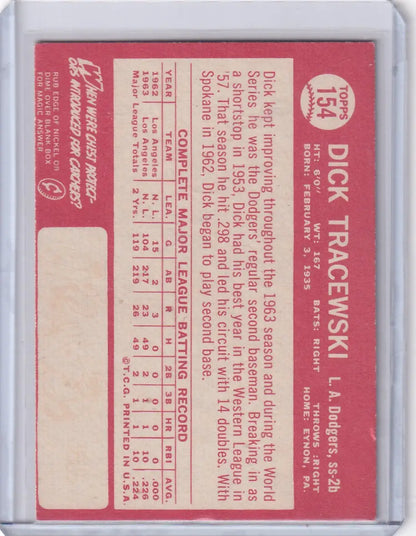 TOPPS
154
DICK TRACEWSKI L. A. Dodgers, ss-2b
HT: 6'0" WT: 167 BATS: RIGHT THROWS :RIGHT
BORN: FEBRUARY 3, 1935 HOME: EYNON, PA.
Dick kept improving throughout the 1963 season and during the World
Series he was the Dodgers' regular second baseman. Breaking in as
a shortstop in 1953, Dick had his best year in the Western League in
'57. That season he hit .298 and led his circuit with 14 doubles. With
Spokane in 1962, Dick began to play second base.
COMPLETE MAJOR LEAGUE BATTING RECORD
YEAR TEAM LEA. G AB R H 2B 3B HR RBI AVG.
1962 Los Angeles N. L. 15 2 3 0 0 0 0 0 .000
1963 Los Angeles N. L. 104 217 23 49 2 1 1 10 .226
Major League Totals 2 Yrs. 119 219 26 49 2 1 1 10 .224
©T.C.G. PRINTED IN U.S.A.
WHEN WERE CHEST PROTECT-
ORS INTRODUCED FOR CATCHERS?
RUB EDGE OF NICKEL OR
DIME OVER BLANK BOX
FOR MAGIC ANSWER